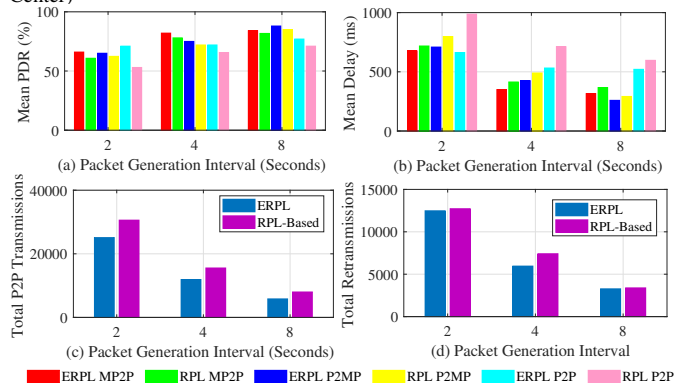 Center)
Mean PDR (%)
100
50
0
2
4
8
(a) Packet Generation Interval (Seconds)
Mean Delay (ms)
1000
500
0
2
4
8
(b) Packet Generation Interval (Seconds)
Total P2P Transmissions
40000
20000
0
ERPL
RPL-Based
2
4
8
(c) Packet Generation Interval (Seconds)
Total Retransmissions
15000
10000
5000
0
ERPL
RPL-Based
2
4
8
(d) Packet Generation Interval
ERPL MP2P RPL MP2P ERPL P2MP RPL P2MP ERPL P2P RPL P2P